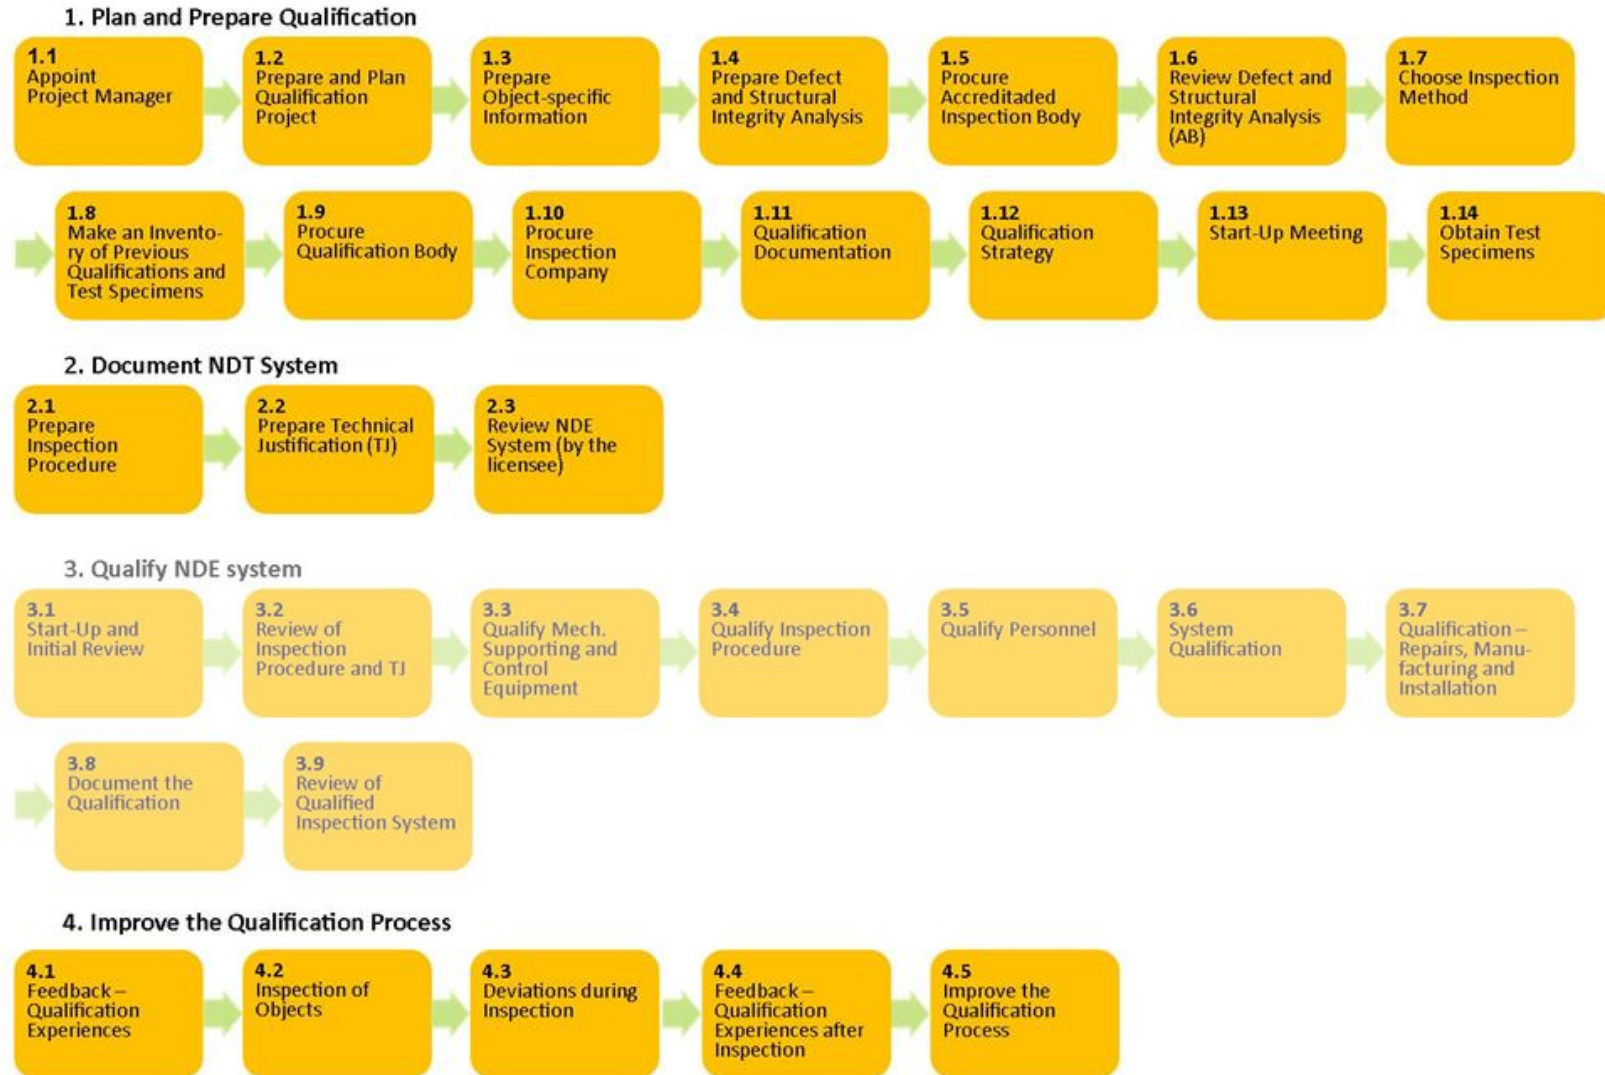 1. Plan and Prepare Qualification
1.1
Appoint
Project Manager
1.2
Prepare and Plan
Qualification
Project
1.3
Prepare
Object-specific
Information
1.4
Prepare Defect
and Structural
Integrity Analysis
1.5
Procure
Accreditaded
Inspection Body
1.6
Review Defect and
Structural
Integrity Analysis
(AB)
1.7
Choose Inspection
Method
1.8
Make an Invento-
ry of Previous
Qualifications and
Test Specimens
1.9
Procure
Qualification Body
1.10
Procure
Inspection
Company
1.11
Qualification
Documentation
1.12
Qualification
Strategy
1.13
Start-Up Meeting
1.14
Obtain Test
Specimens
2. Document NDT System
2.1
Prepare
Inspection
Procedure
2.2
Prepare Technical
Justification (TJ)
2.3
Review NDE
System (by the
licensee)
3. Qualify NDE system
3.1
Start-Up and
Initial Review
3.2
Review of
Inspection
Procedure and TJ
3.3
Qualify Mech.
Supporting and
Control
Equipment
3.4
Qualify Inspection
Procedure
3.5
Qualify Personnel
3.6
System
Qualification
3.7
Qualification –
Repairs, Manu-
facturing and
Installation
3.8
Document the
Qualification
3.9
Review of
Qualified
Inspection System
4. Improve the Qualification Process
4.1
Feedback –
Qualification
Experiences
4.2
Inspection of
Objects
4.3
Deviations during
Inspection
4.4
Feedback –
Qualification
Experiences after
Inspection
4.5
Improve the
Qualification
Process